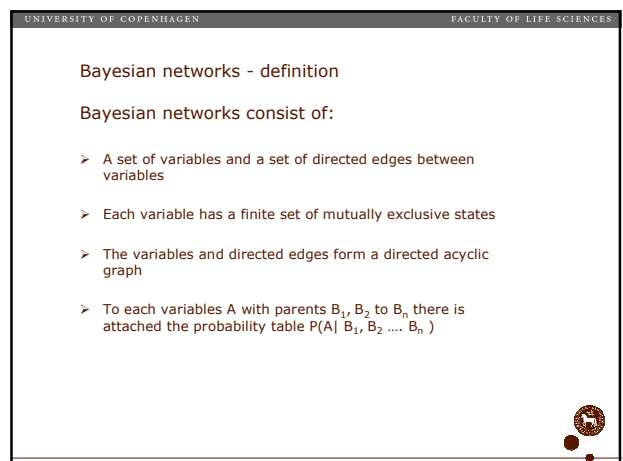 UNIVERSITY OF COPENHAGEN
FACULTY OF LIFE SCIENCES
Bayesian networks - definition
Bayesian networks consist of:
➢ A set of variables and a set of directed edges between
variables
➢ Each variable has a finite set of mutually exclusive states
➢ The variables and directed edges form a directed acyclic
graph
➢ To each variables A with parents B₁, B₂ to Bₙ there is
attached the probability table P(A| B₁, B₂ .... Bₙ )